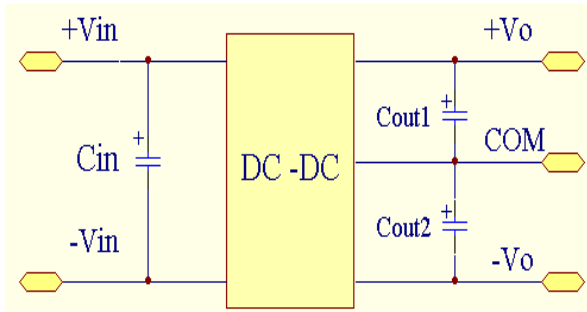 +Vin
+Vo
+
Cout1
+
COM
Cin
DC -DC
+
Cout2
-Vin
-Vo